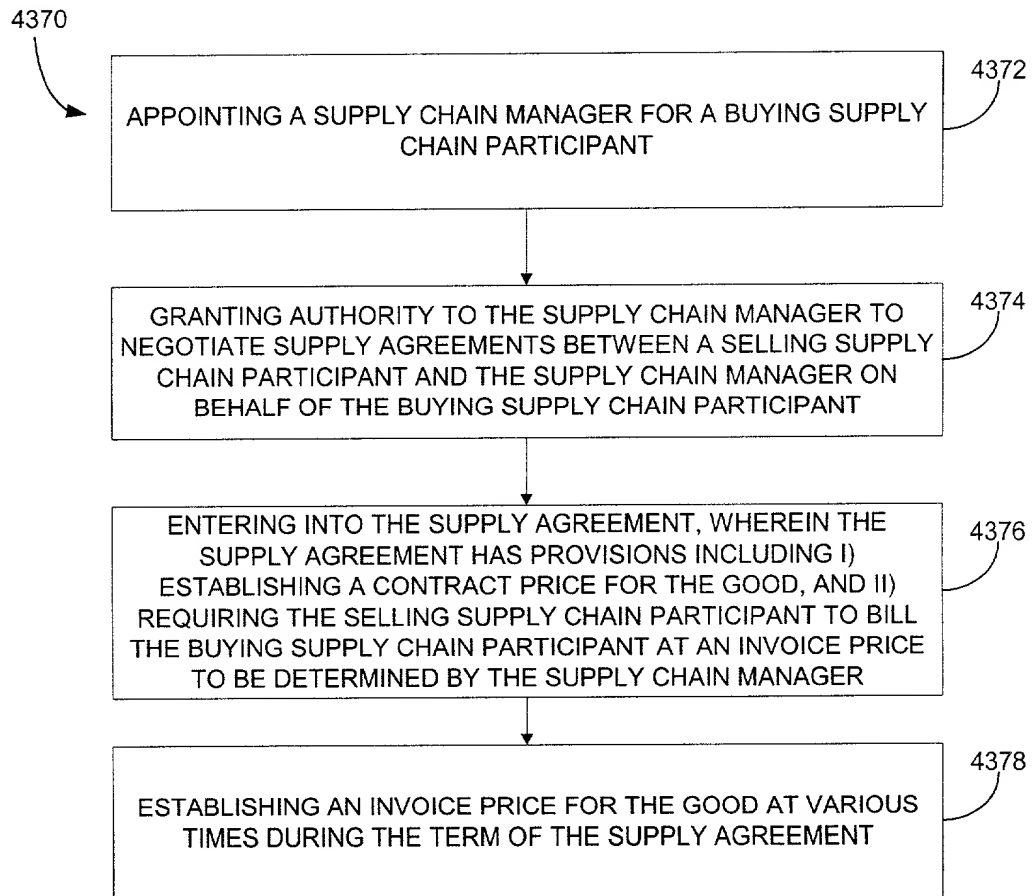 4370
4372
APPOINTING A SUPPLY CHAIN MANAGER FOR A BUYING SUPPLY
CHAIN PARTICIPANT
4374
GRANTING AUTHORITY TO THE SUPPLY CHAIN MANAGER TO
NEGOTIATE SUPPLY AGREEMENTS BETWEEN A SELLING SUPPLY
CHAIN PARTICIPANT AND THE SUPPLY CHAIN MANAGER ON
BEHALF OF THE BUYING SUPPLY CHAIN PARTICIPANT
4376
ENTERING INTO THE SUPPLY AGREEMENT, WHEREIN THE
SUPPLY AGREEMENT HAS PROVISIONS INCLUDING I)
ESTABLISHING A CONTRACT PRICE FOR THE GOOD, AND II)
REQUIRING THE SELLING SUPPLY CHAIN PARTICIPANT TO BILL
THE BUYING SUPPLY CHAIN PARTICIPANT AT AN INVOICE PRICE
TO BE DETERMINED BY THE SUPPLY CHAIN MANAGER
4378
ESTABLISHING AN INVOICE PRICE FOR THE GOOD AT VARIOUS
TIMES DURING THE TERM OF THE SUPPLY AGREEMENT